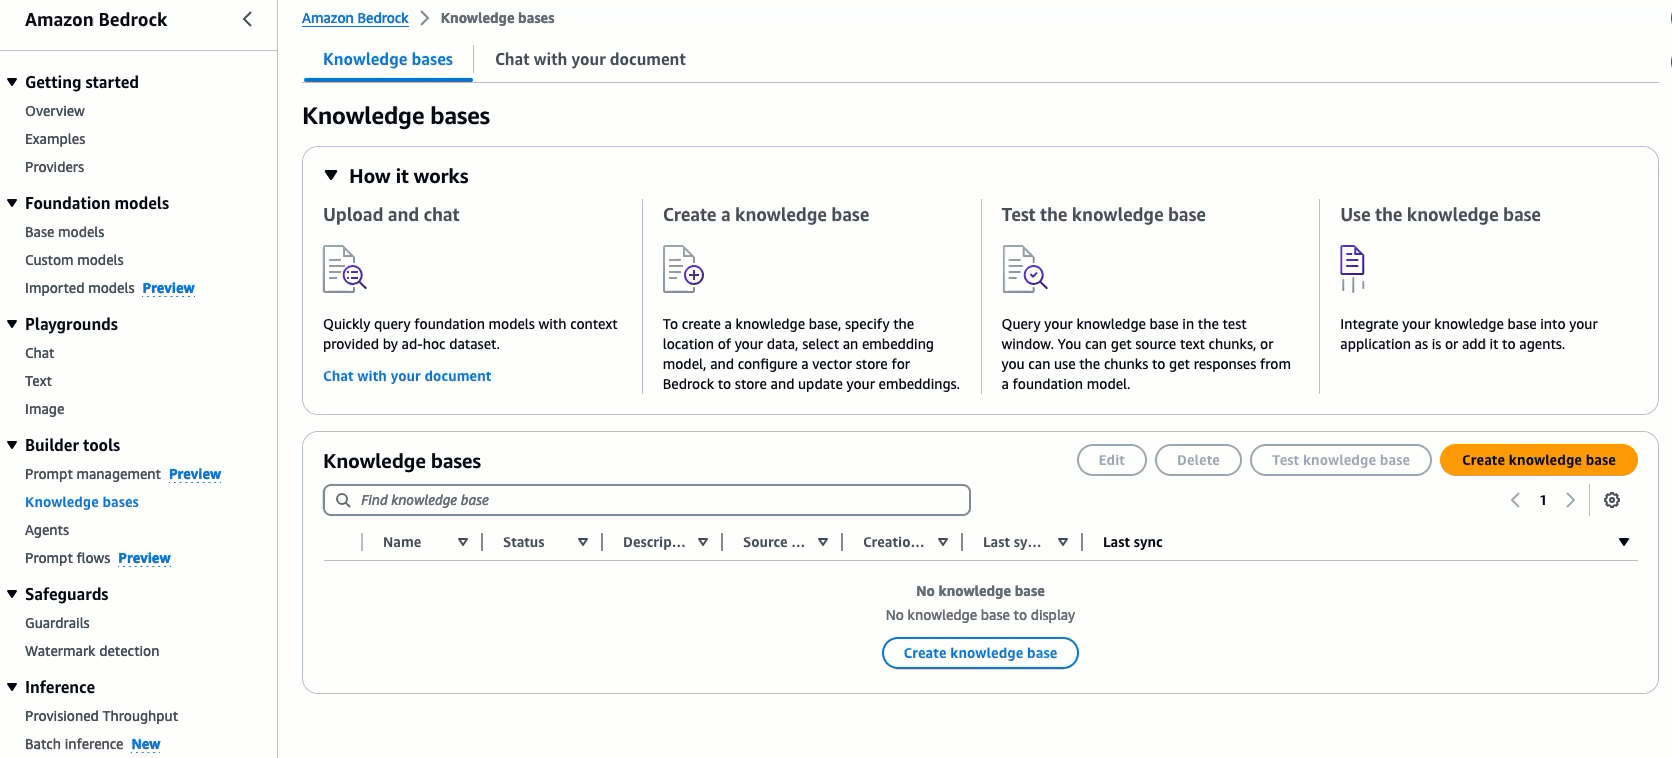 Amazon Bedrock
Getting started
Overview
Examples
Providers
Foundation models
Base models
Custom models
Imported models Preview
Playgrounds
Chat
Text
Image
Builder tools
Prompt management Preview
Knowledge bases
Agents
Prompt flows Preview
Safeguards
Guardrails
Watermark detection
Inference
Provisioned Throughput
Batch inference New
Amazon Bedrock Knowledge bases
Knowledge bases Chat with your document
Knowledge bases
How it works
Upload and chat
Quickly query foundation models with context
provided by ad-hoc dataset.
Chat with your document
Create a knowledge base
To create a knowledge base, specify the
location of your data, select an embedding
model, and configure a vector store for
Bedrock to store and update your embeddings.
Test the knowledge base
Query your knowledge base in the test
window. You can get source text chunks, or
you can use the chunks to get responses from
a foundation model.
Use the knowledge base
Integrate your knowledge base into your
application as is or add it to agents.
Knowledge bases Edit Delete Test knowledge base Create knowledge base
Find knowledge base 1
Name Status Descrip... Source ... Creatio... Last sy... Last sync
No knowledge base
No knowledge base to display
Create knowledge base